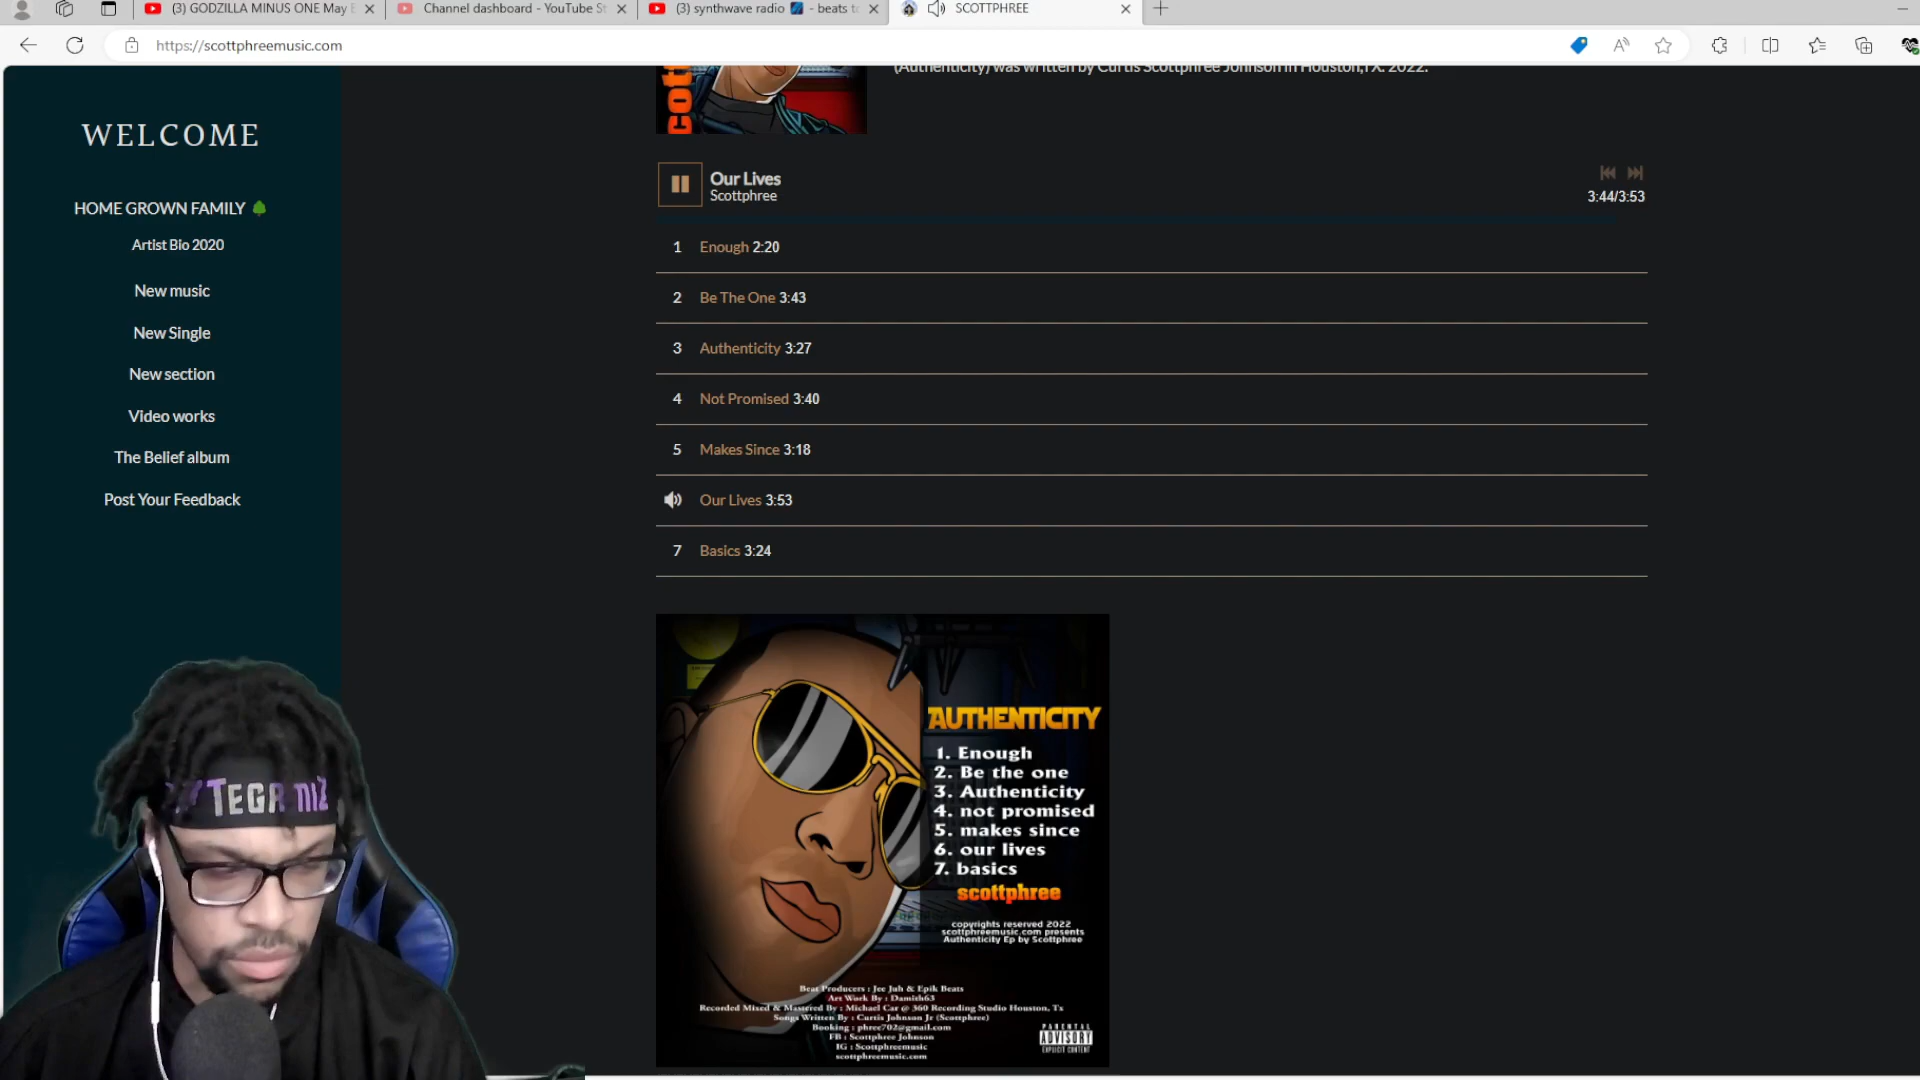 (3) GODZILLA MINUS ONE May
Channel dashboard - YouTube St
(3) synthwave radio - beats to
SCOTTPHREE
https://scottphreemusic.com
(Authenticity) was written by Curtis Scottphree Johnson in Houston,TX. 2022.
WELCOME
HOME GROWN FAMILY
Artist Bio 2020
New music
New Single
New section
Video works
The Belief album
Post Your Feedback
Our Lives
Scottphree
3:44/3:53
1 Enough 2:20
2 Be The One 3:43
3 Authenticity 3:27
4 Not Promised 3:40
5 Makes Since 3:18
Our Lives 3:53
7 Basics 3:24
AUTHENTICITY
1. Enough
2. Be the one
3. Authenticity
4. not promised
5. makes since
6. our lives
7. basics
scottphree
copyrights reserved 2022
scottphreemusic.com presents
Authenticity Ep by Scottphree
Beat Producers : Jee Juh & Epik Beats
Art Work By : Damith63
Recorded Mixed & Mastered By : Michael Car @ 360 Recording Studio Houston, Tx
Songs Written By : Curtis Johnson Jr (Scottphree)
Booking : phree702@gmail.com
FB : Scottphree Johnson
IG : Scottphreemusic
scottphreemusic.com
PARENTAL
ADVISORY
EXPLICIT CONTENT